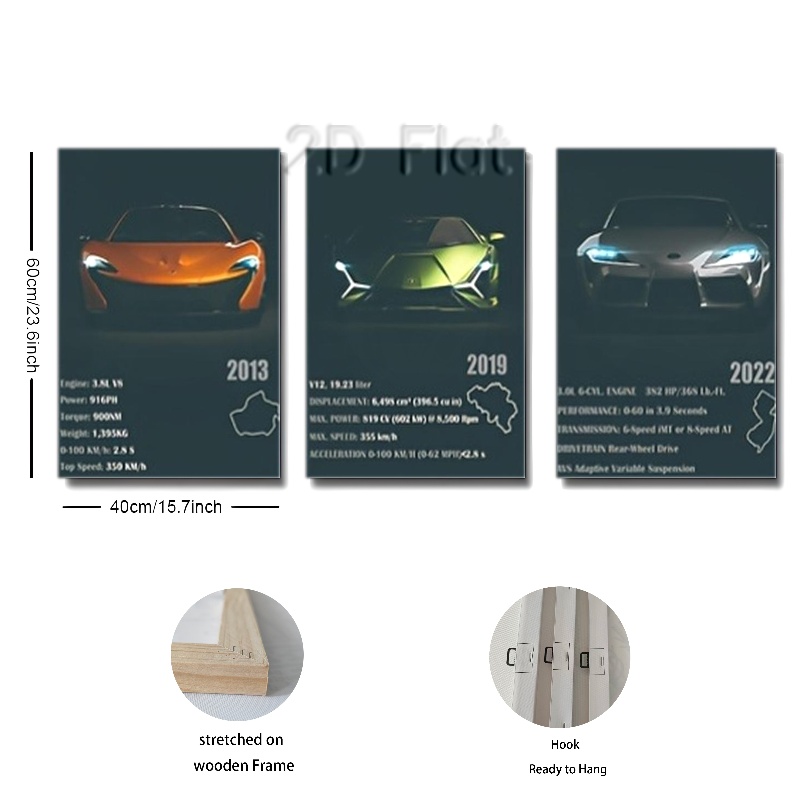 2D Flat
60cm/23.6inch
2013
Engine: 3.8L V8
Power: 916PH
Torque: 900NM
Weight: 1,395KG
0-100 KM/h: 2.8 S
Top Speed: 350 KM/h
2019
V12, 19.23 liter
DISPLACEMENT: 6,498 cm³ (396.5 cu in)
MAX. POWER: 819 CV (602 kW) @ 8,500 Rpm
MAX. SPEED: 355 km/h
ACCELERATION 0-100 KM/H (0-62 MPH)<2.8 s
2022
3.0L 6-CYL. ENGINE 382 HP/368 Lb.-ft.
PERFORMANCE: 0-60 in 3.9 Seconds
TRANSMISSION: 6-Speed iMT or 8-Speed AT
DRIVETRAIN Rear-Wheel Drive
Adaptive Variable Suspension
40cm/15.7inch
stretched on
wooden Frame
Hook
Ready to Hang